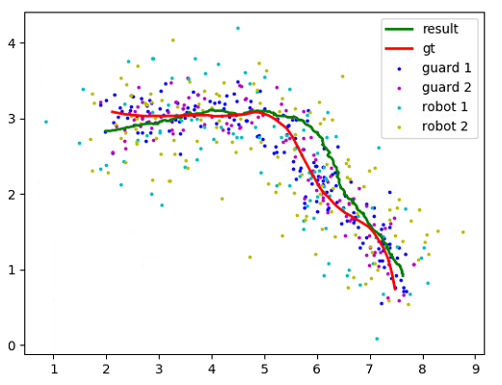 result
gt
guard 1
guard 2
robot 1
robot 2
4
3
2
1
0
1 2 3 4 5 6 7 8 9